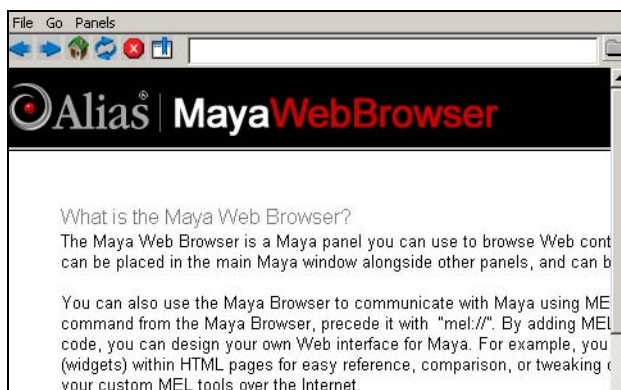 File Go Panels
Alias® MayaWebBrowser
What is the Maya Web Browser?
The Maya Web Browser is a Maya panel you can use to browse Web cont
can be placed in the main Maya window alongside other panels, and can b
You can also use the Maya Browser to communicate with Maya using ME
command from the Maya Browser, precede it with "mel://". By adding MEL
code, you can design your own Web interface for Maya. For example, you
(widgets) within HTML pages for easy reference, comparison, or tweaking
your custom MEL tools over the Internet.